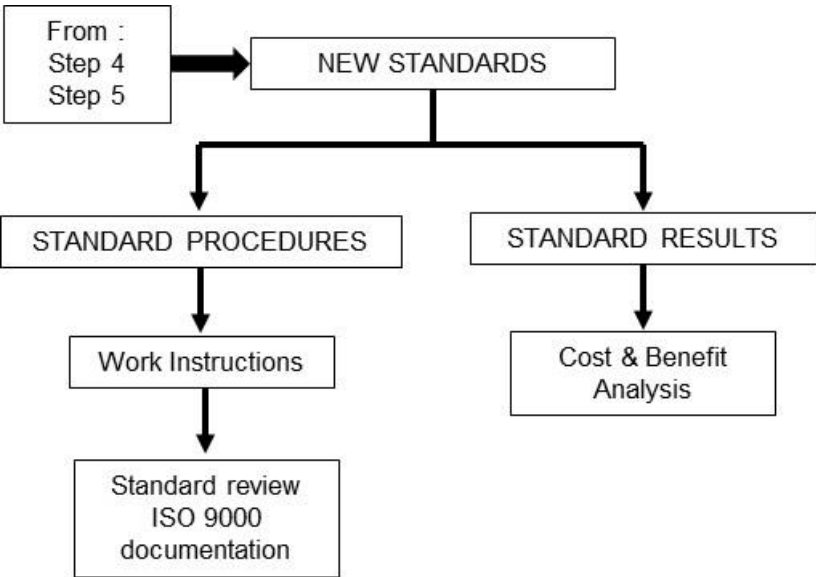 From :
Step 4
Step 5
NEW STANDARDS
STANDARD PROCEDURES
STANDARD RESULTS
Work Instructions
Cost & Benefit
Analysis
Standard review
ISO 9000
documentation